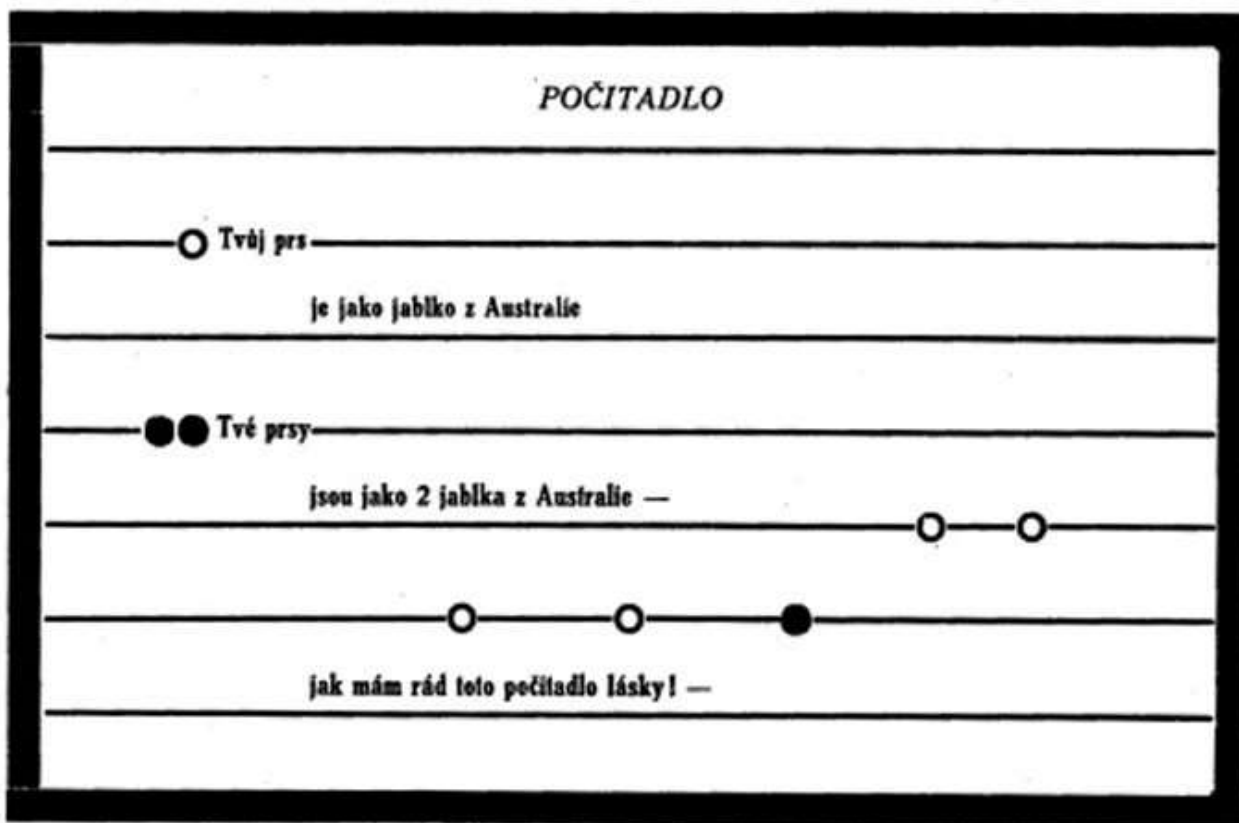 POČITADLO
Tvůj prs
je jako jablko z Australie
Tvé prsy
jsou jako 2 jablka z Australie —
jak mám rád toto počitadlo lásky! —